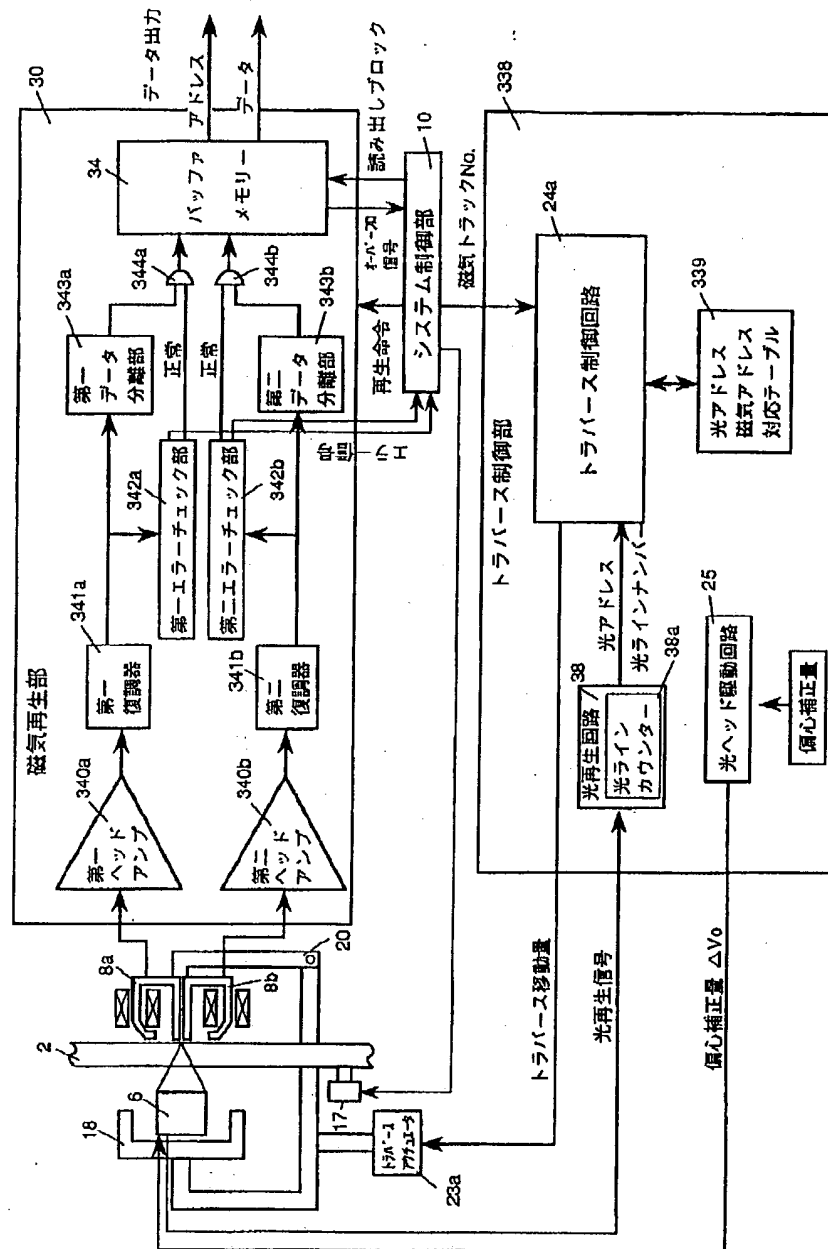 磁気再生部
30
340a
第一
ヘッド
アンプ
341a
第一
復調器
343a
第一
データ
分離部
342a
第一エラーチェック部
正常
344a
34
バッファ
メモリー
データ出力
アドレス
データ
340b
第二
ヘッド
アンプ
341b
第二
復調器
第二エラーチェック部
342b
正常
第二
データ
分離部
343b
344b
エラー信号
再生命令
オーバーフロー
信号
読み出しブロック
10
システム制御部
磁気トラックNo.
8a
8b
20
2
6
18
17
トラバース
アクチュエータ
23a
トラバース移動量
光再生信号
偏心補正量 ΔVo
338
トラバース制御部
24a
トラバース制御回路
339
光アドレス
磁気アドレス
対応テーブル
38
光再生回路
光ライン
カウンター
38a
光アドレス
光ラインナンバー
25
光ヘッド駆動回路
偏心補正量